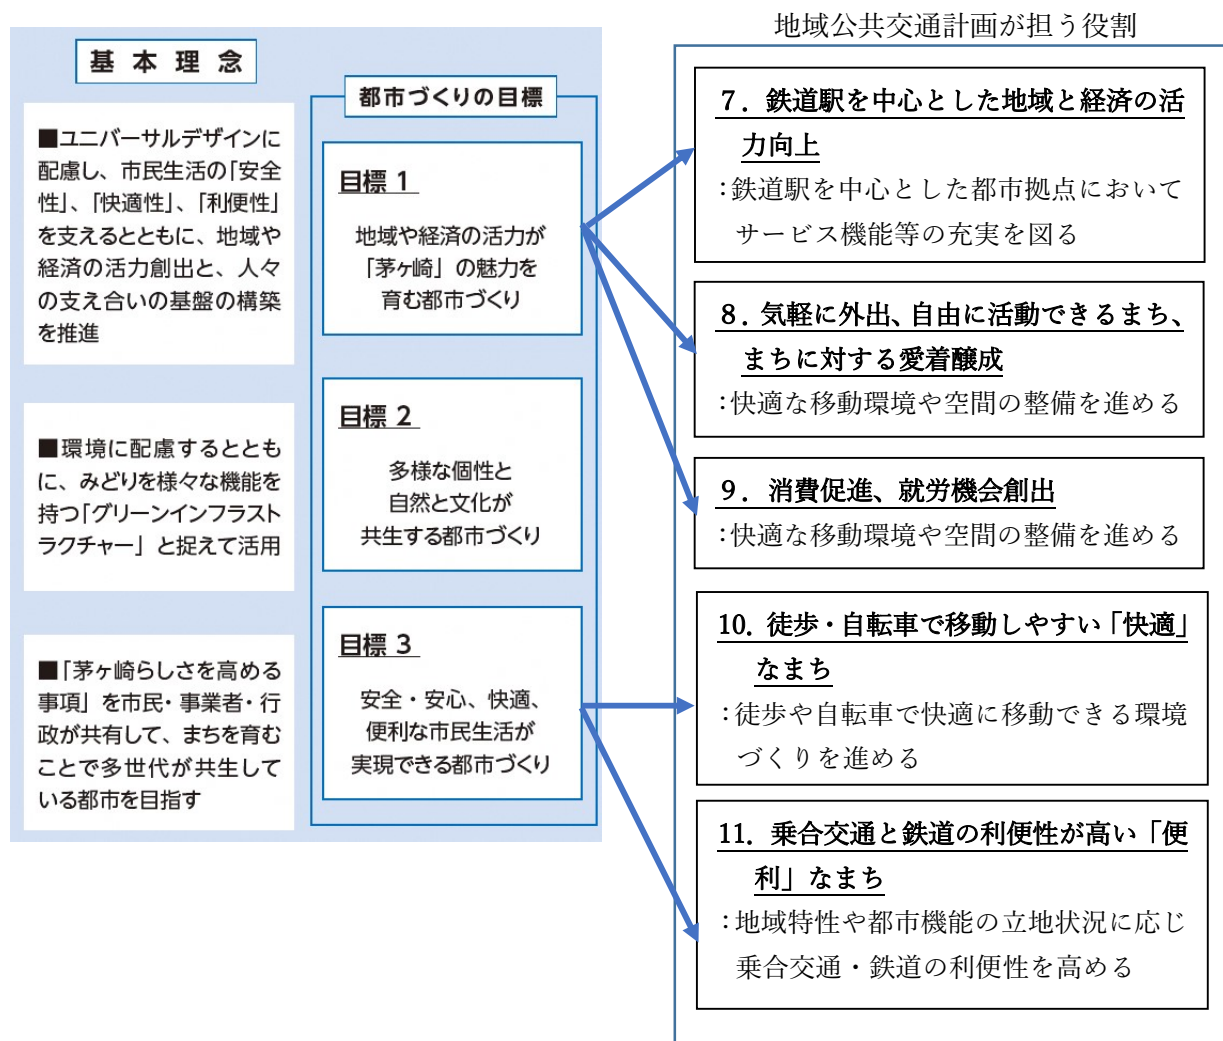 地域公共交通計画が担う役割
基本理念
■ユニバーサルデザインに
配慮し、市民生活の「安全
性」、「快適性」、「利便性」
を支えるとともに、地域や
経済の活力創出と、人々
の支え合いの基盤の構築
を推進
■環境に配慮するととも
に、みどりを様々な機能を
持つ「グリーンインフラスト
ラクチャー」と捉えて活用
■「茅ヶ崎らしさを高める
事項」を市民・事業者・行
政が共有して、まちを育む
ことで多世代が共生して
いる都市を目指す
都市づくりの目標
目標 1
地域や経済の活力が
「茅ヶ崎」の魅力を
育む都市づくり
目標 2
多様な個性と
自然と文化が
共生する都市づくり
目標 3
安全・安心、快適、
便利な市民生活が
実現できる都市づくり
7．鉄道駅を中心とした地域と経済の活
力向上
：鉄道駅を中心とした都市拠点において
サービス機能等の充実を図る
8．気軽に外出、自由に活動できるまち、
まちに対する愛着醸成
：快適な移動環境や空間の整備を進める
9．消費促進、就労機会創出
：快適な移動環境や空間の整備を進める
10．徒歩・自転車で移動しやすい「快適」
なまち
：徒歩や自転車で快適に移動できる環境
づくりを進める
11．乗合交通と鉄道の利便性が高い「便
利」なまち
：地域特性や都市機能の立地状況に応じ
乗合交通・鉄道の利便性を高める